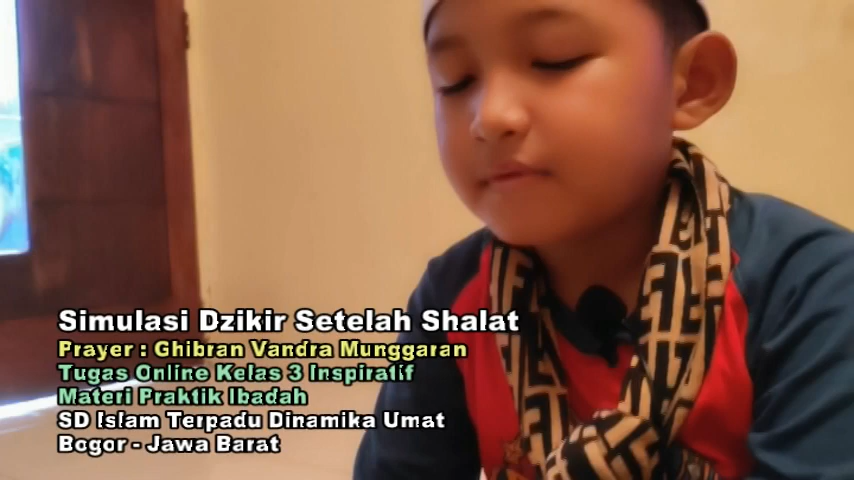 Simulasi Dzikir Setelah Shalat
Prayer : Ghibran Vandra Munggaran
Tugas Online Kelas 3 Inspiratif
Materi Praktik Ibadah
SD Islam Terpadu Dinamika Umat
Bogor - Jawa Barat